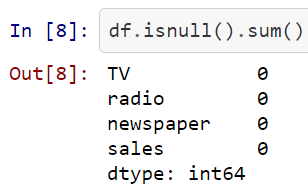 In [8]: df.isnull().sum()
Out[8]: TV 0
radio 0
newspaper 0
sales 0
dtype: int64